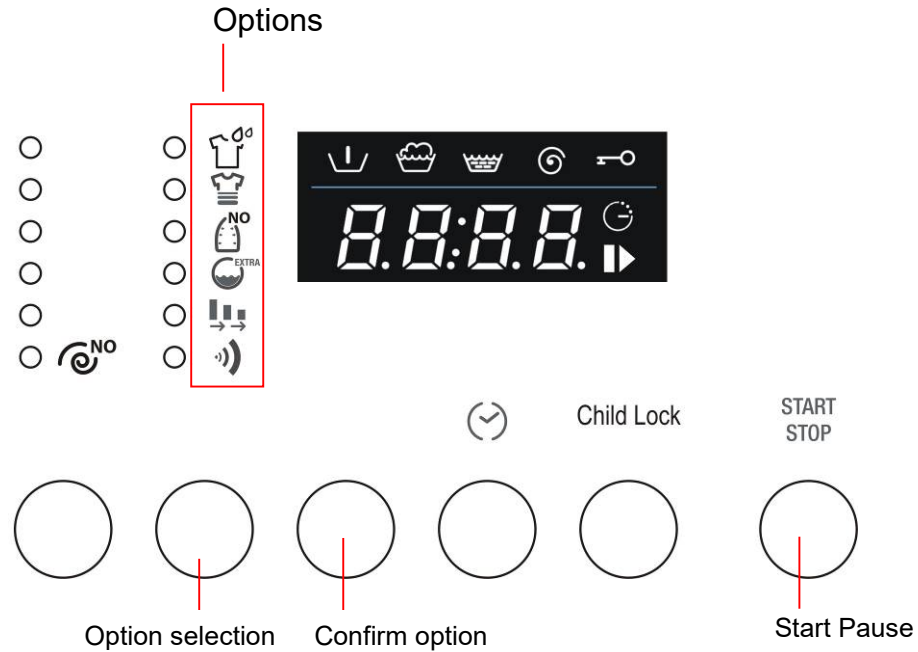 Options
NO
EXTRA
NO
8.8:8.8.
Child Lock
START
STOP
Option selection
Confirm option
Start Pause